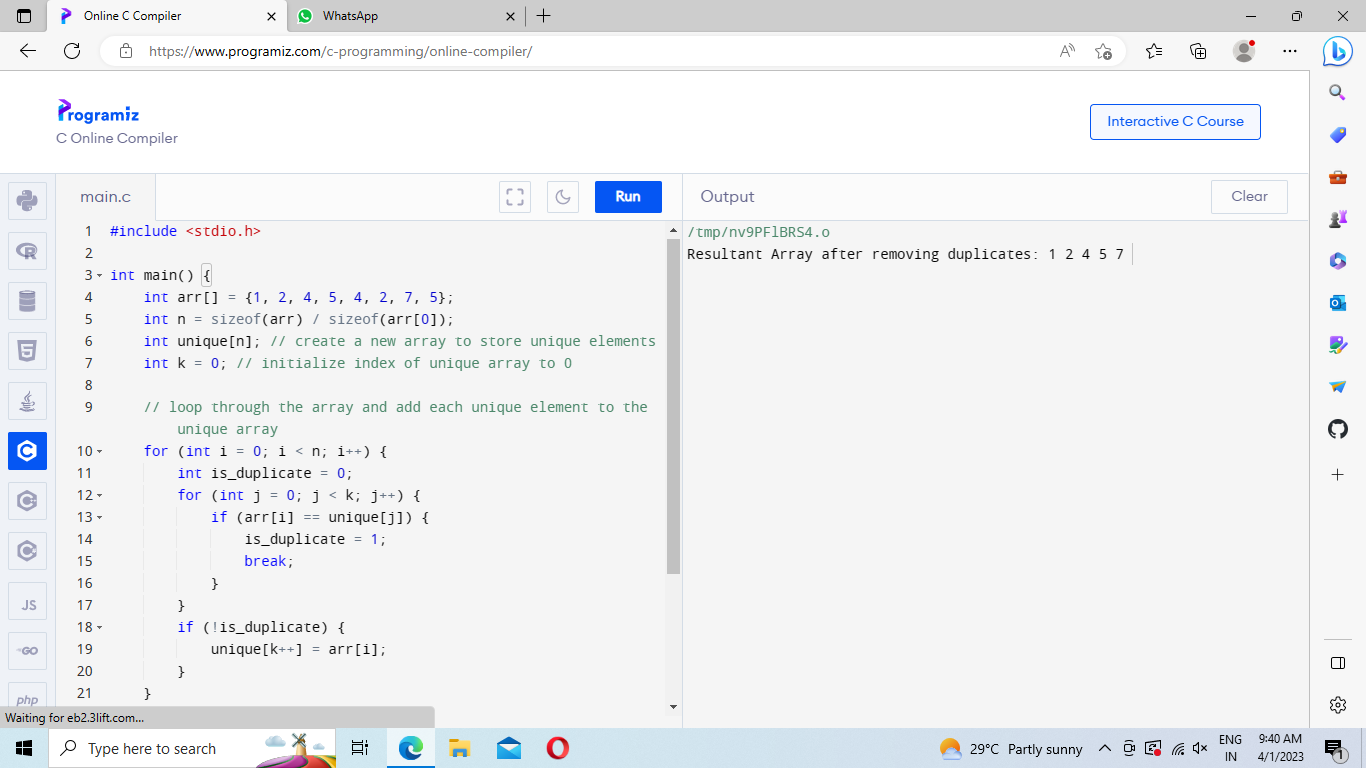 Online C Compiler
WhatsApp
https://www.programiz.com/c-programming/online-compiler/
Programiz
C Online Compiler
Interactive C Course
main.c
Run
Output
Clear
1 #include <stdio.h>
2
3 int main() {
4 int arr[] = {1, 2, 4, 5, 4, 2, 7, 5};
5 int n = sizeof(arr) / sizeof(arr[0]);
6 int unique[n]; // create a new array to store unique elements
7 int k = 0; // initialize index of unique array to 0
8
9 // loop through the array and add each unique element to the
unique array
10 for (int i = 0; i < n; i++) {
11 int is_duplicate = 0;
12 for (int j = 0; j < k; j++) {
13 if (arr[i] == unique[j]) {
14 is_duplicate = 1;
15 break;
16 }
17 }
18 if (!is_duplicate) {
19 unique[k++] = arr[i];
20 }
21 }
/tmp/nv9PFlBRS4.o
Resultant Array after removing duplicates: 1 2 4 5 7
JS
GO
php
Waiting for eb2.3lift.com...
Type here to search
29°C Partly sunny
ENG
IN
9:40 AM
4/1/2023
1